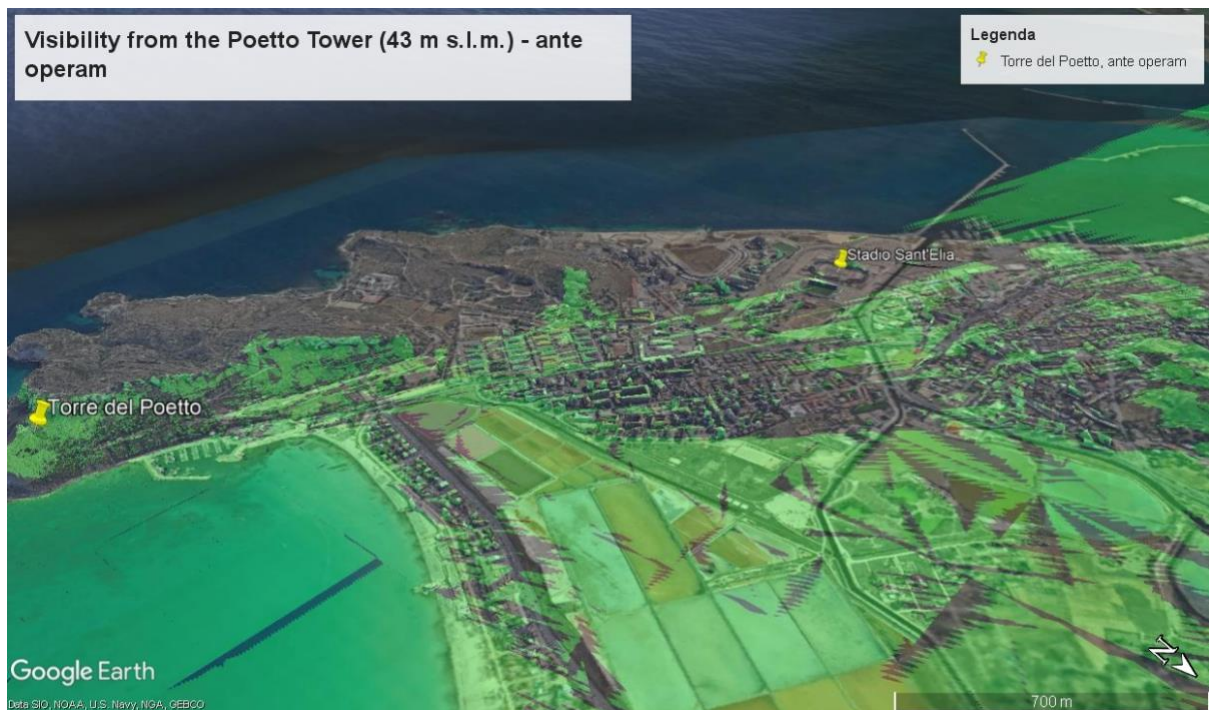 Visibility from the Poetto Tower (43 m s.l.m.) - ante
operam
Legenda
Torre del Poetto, ante operam
Stadio Sant'Elia
Torre del Poetto
N
Google Earth
Data SIO, NOAA, U.S. Navy, NGA, GEBCO
700 m